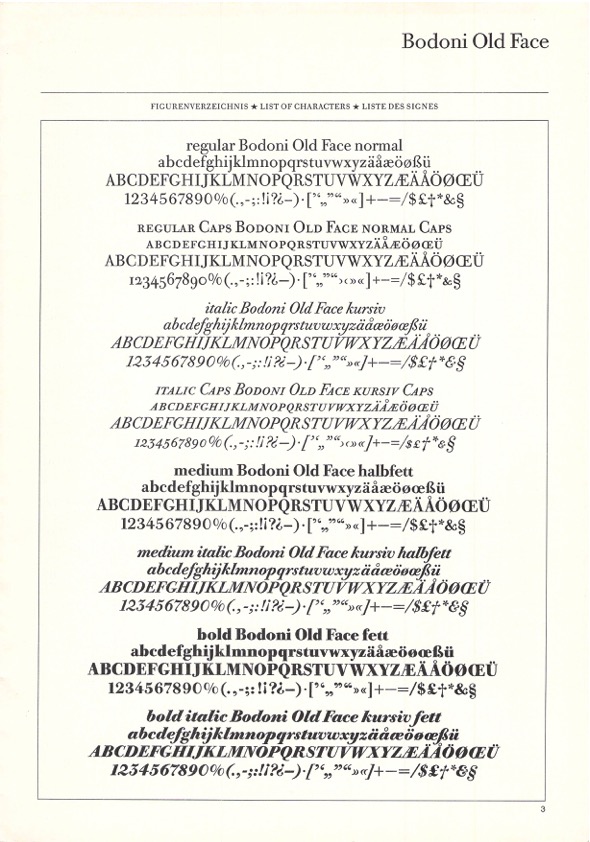 Bodoni Old Face
FIGURENVERZEICHNIS ★ LIST OF CHARACTERS ★ LISTE DES SIGNES
regular Bodoni Old Face normal
abcdefghijklmnopqrstuvwxyzäåæöøßü
ABCDEFGHIJKLMNOPQRSTUVWXYZÆÄÅÖØŒÜ
1234567890%(.,-;:!¡?¿–)·[’‘„”“»«]+—=/$£†*&§
REGULAR CAPS BODONI OLD FACE NORMAL CAPS
ABCDEFGHIJKLMNOPQRSTUVWXYZÄÅÆÖØŒÜ
ABCDEFGHIJKLMNOPQRSTUVWXYZÆÄÅÖØŒÜ
1234567890%(.,-;:!¡?¿–)·[’‘„”“›‹»«]+—=/$£†*&§
italic Bodoni Old Face kursiv
abcdefghijklmnopqrstuvwxyzäåæöøœßü
ABCDEFGHIJKLMNOPQRSTUVWXYZÆÄÅÖØŒÜ
1234567890%(.,-;:!¡?¿–)·[’‘„”“»«]+—=/$£†*&§
ITALIC CAPS BODONI OLD FACE KURSIV CAPS
ABCDEFGHIJKLMNOPQRSTUVWXYZÄÅÆÖØŒÜ
ABCDEFGHIJKLMNOPQRSTUVWXYZÆÄÅÖØŒÜ
1234567890%(.,-;:!¡?¿–)·[’‘„”“›‹»«]+—=/$£†*&§
medium Bodoni Old Face halbfett
abcdefghijklmnopqrstuvwxyzäåæöøœßü
ABCDEFGHIJKLMNOPQRSTUVWXYZÆÄÅÖØŒÜ
1234567890%(.,-;:!¡?¿–)·[’‘„”“»«]+—=/$£†*&§
medium italic Bodoni Old Face kursiv halbfett
abcdefghijklmnopqrstuvwxyzäåæöøœßü
ABCDEFGHIJKLMNOPQRSTUVWXYZÆÄÅÖØŒÜ
1234567890%(.,-;:!¡?¿–)·[’‘„”“»«]+—=/$£†*&§
bold Bodoni Old Face fett
abcdefghijklmnopqrstuvwxyzäåæöøœßü
ABCDEFGHIJKLMNOPQRSTUVWXYZÆÄÅÖØŒÜ
1234567890%(.,-;:!¡?¿–)·[’‘„”“»«]+—=/$£†*&§
bold italic Bodoni Old Face kursiv fett
abcdefghijklmnopqrstuvwxyzäåæöøœßü
ABCDEFGHIJKLMNOPQRSTUVWXYZÆÄÅÖØŒÜ
1234567890%(.,-;:!¡?¿–)·[’‘„”“»«]+—=/$£†*&§
3